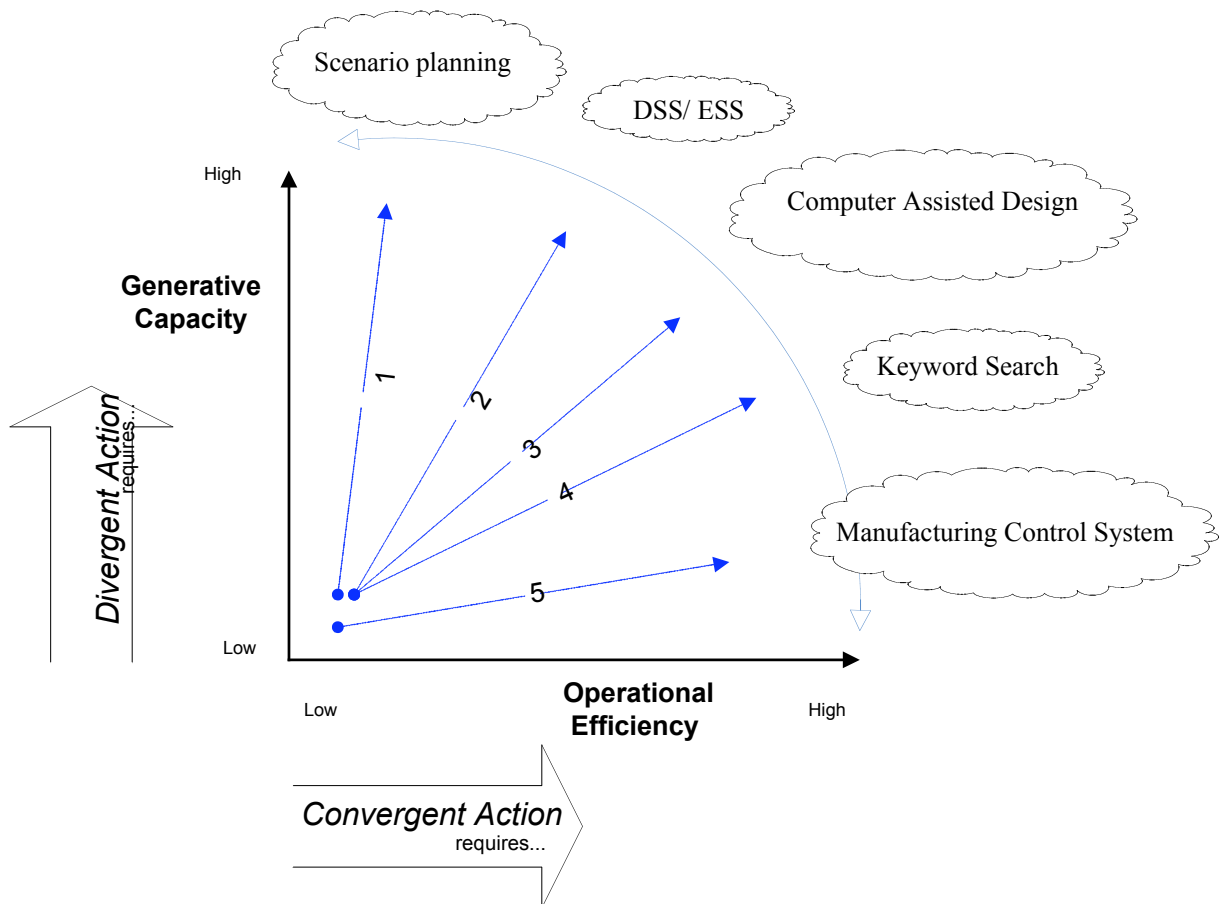 Scenario planning
DSS/ ESS
High
Computer Assisted Design
Generative
Capacity
1
2
Keyword Search
3
4
Divergent Action
requires...
Manufacturing Control System
5
Low
Low
Operational
Efficiency
High
Convergent Action
requires...